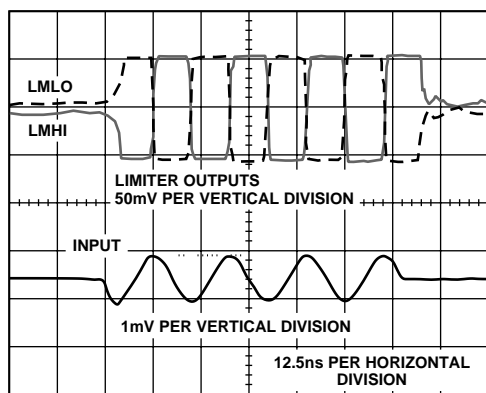 LMLO
LMHI
LIMITER OUTPUTS
50mV PER VERTICAL DIVISION
INPUT
1mV PER VERTICAL DIVISION
12.5ns PER HORIZONTAL
DIVISION